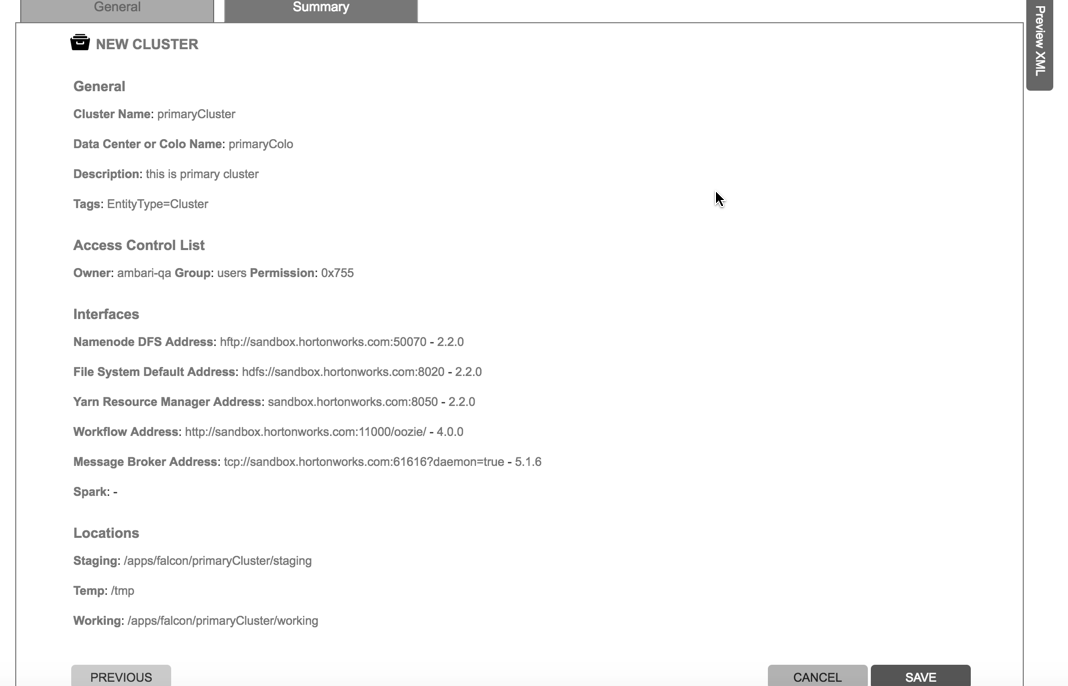 General
Summary
Preview XML
NEW CLUSTER
General
Cluster Name: primaryCluster
Data Center or Colo Name: primaryColo
Description: this is primary cluster
Tags: EntityType=Cluster
Access Control List
Owner: ambari-qa Group: users Permission: 0x755
Interfaces
Namenode DFS Address: hftp://sandbox.hortonworks.com:50070 - 2.2.0
File System Default Address: hdfs://sandbox.hortonworks.com:8020 - 2.2.0
Yarn Resource Manager Address: sandbox.hortonworks.com:8050 - 2.2.0
Workflow Address: http://sandbox.hortonworks.com:11000/oozie/ - 4.0.0
Message Broker Address: tcp://sandbox.hortonworks.com:61616?daemon=true - 5.1.6
Spark: -
Locations
Staging: /apps/falcon/primaryCluster/staging
Temp: /tmp
Working: /apps/falcon/primaryCluster/working
PREVIOUS
CANCEL
SAVE